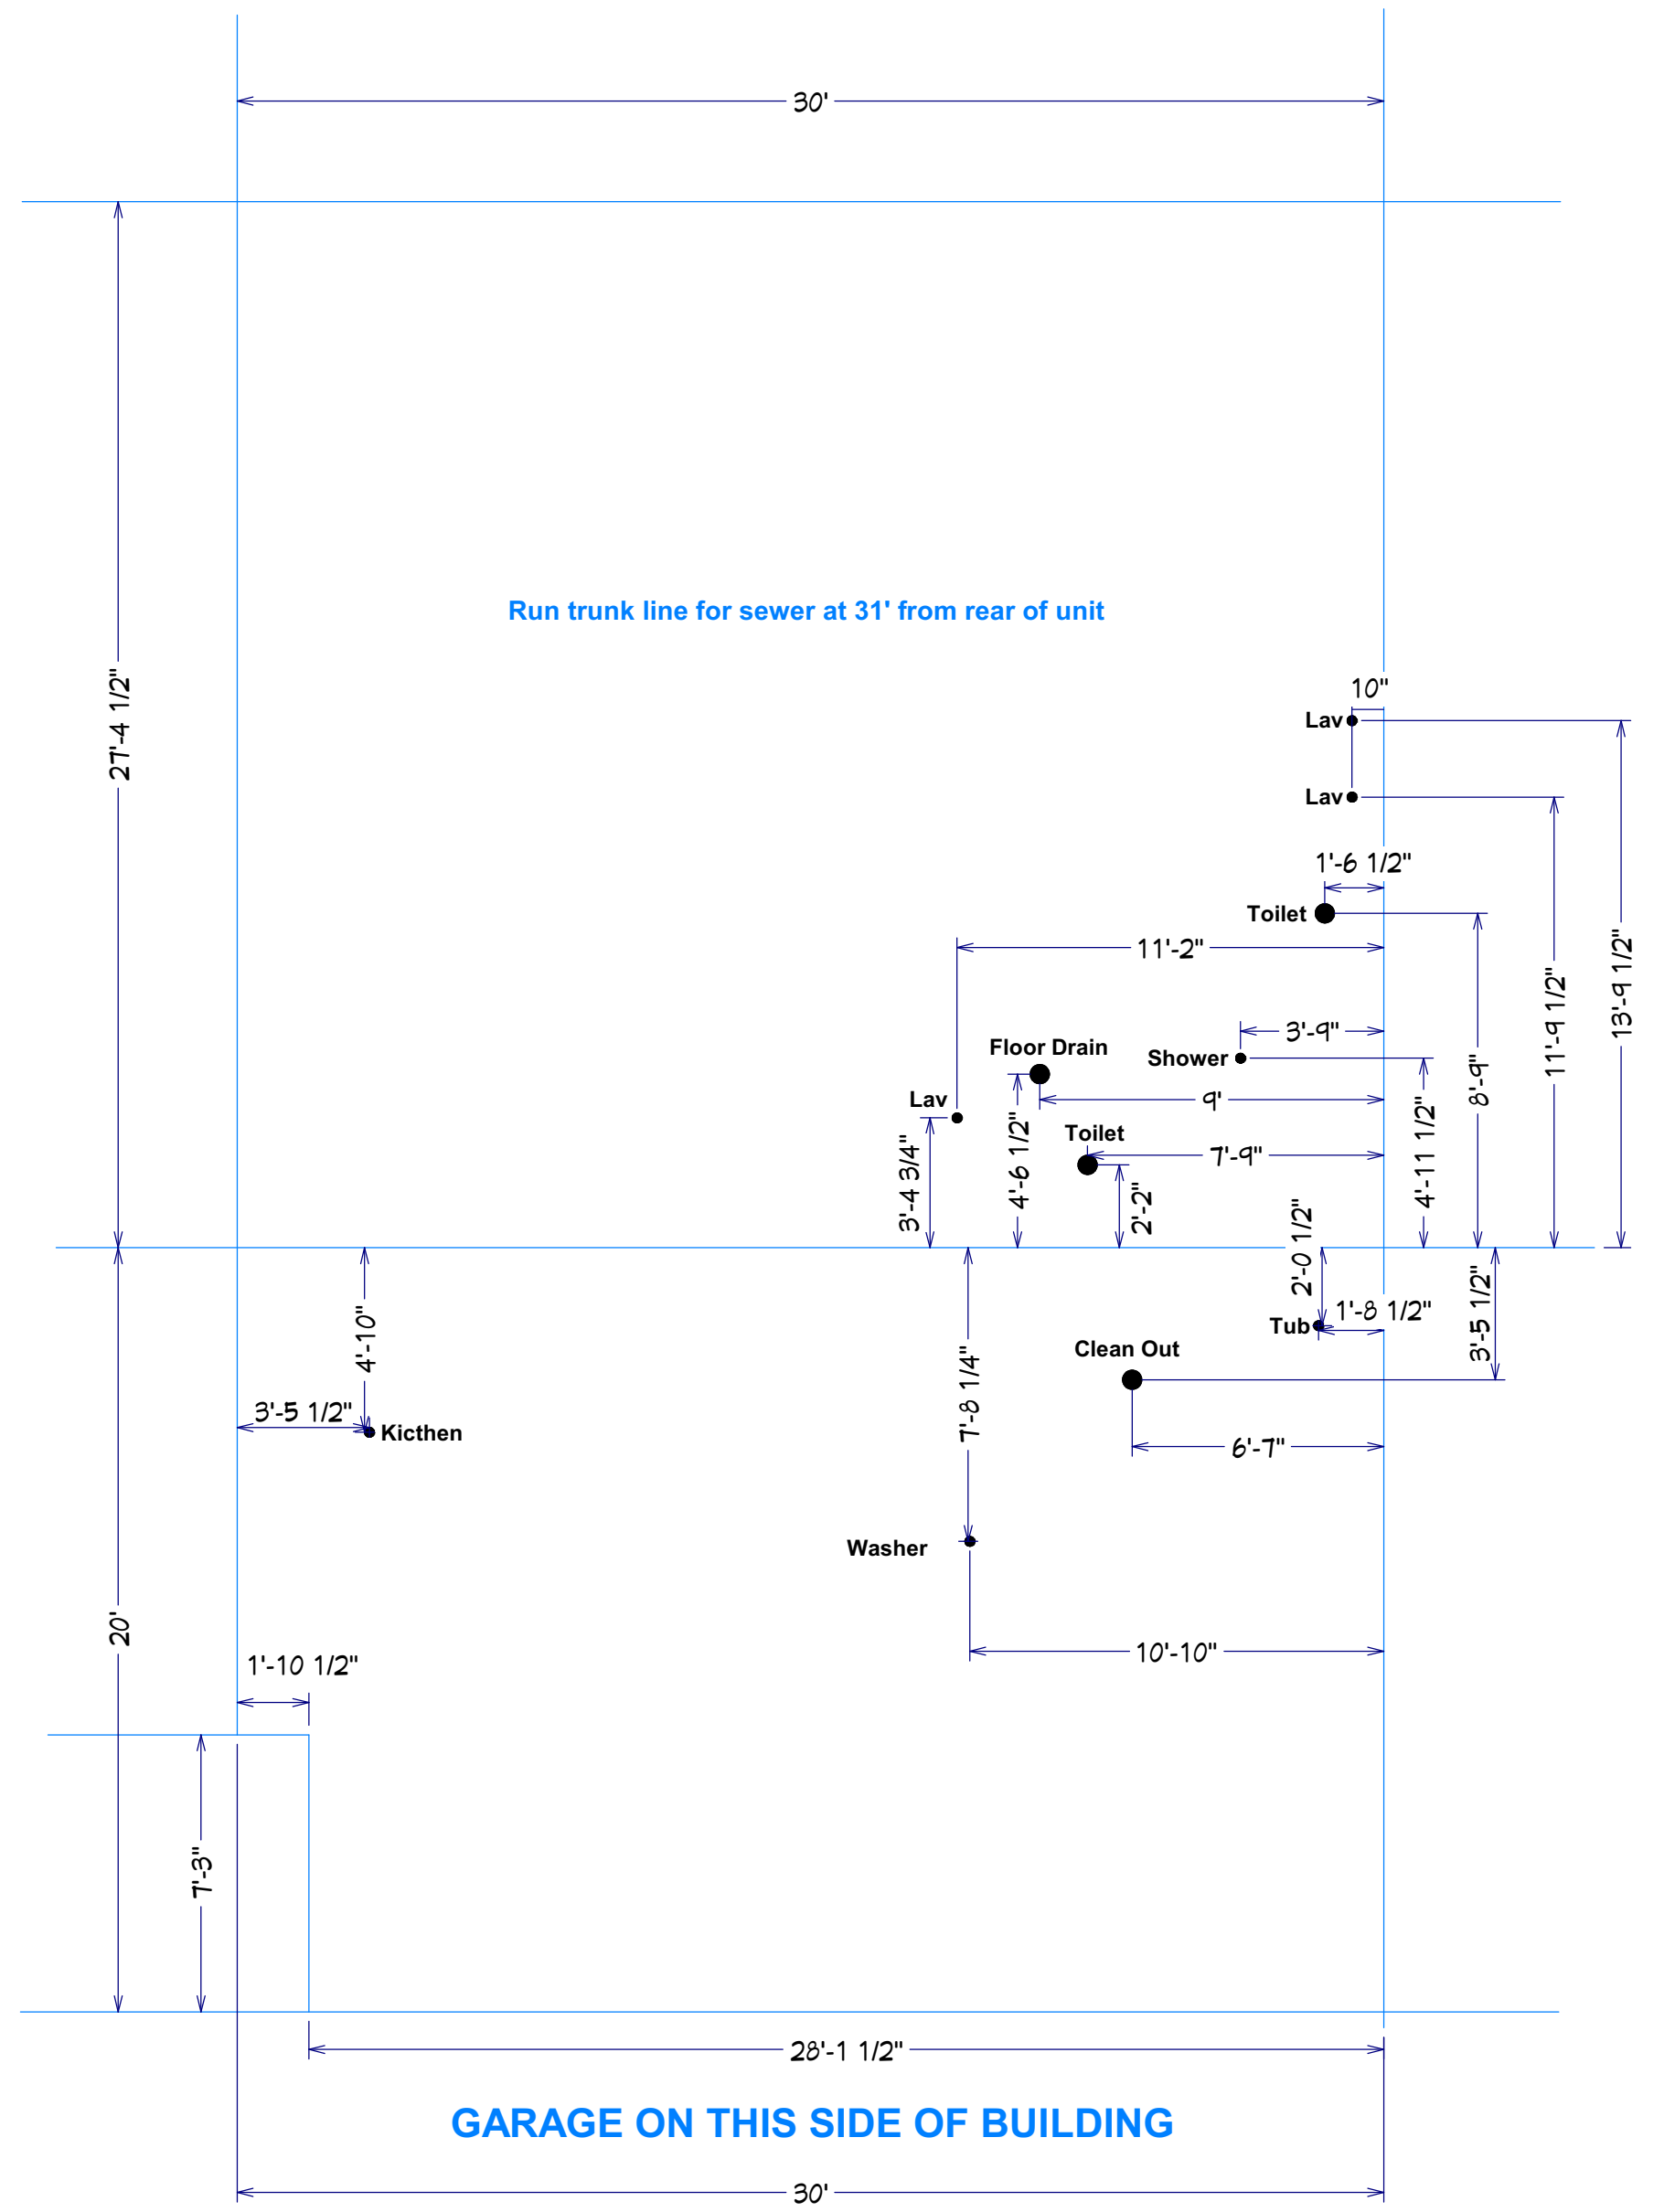 30'
Run trunk line for sewer at 31' from rear of unit
27'-4 1/2"
10"
Lav
Lav
1'-6 1/2"
Toilet
11'-2"
13'-9 1/2"
11'-9 1/2"
3'-9"
Floor Drain
Shower
8'-9"
Lav
9'
4'-6 1/2"
Toilet
4'-11 1/2"
3'-4 3/4"
7'-9"
2'-2"
2'-0 1/2"
1'-8 1/2"
3'-5 1/2"
Tub
4'-10"
Clean Out
7'-8 1/4"
3'-5 1/2"
Kicthen
6'-7"
Washer
20'
10'-10"
1'-10 1/2"
7'-3"
28'-1 1/2"
GARAGE ON THIS SIDE OF BUILDING
30'